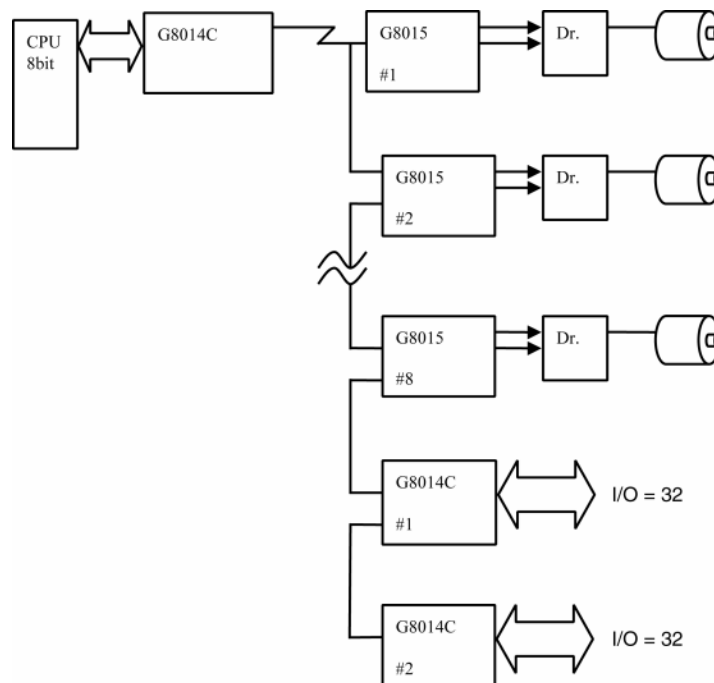 CPU
8bit
G8014C
G8015
#1
Dr.
G8015
#2
Dr.
G8015
#8
Dr.
G8014C
#1
I/O = 32
G8014C
#2
I/O = 32